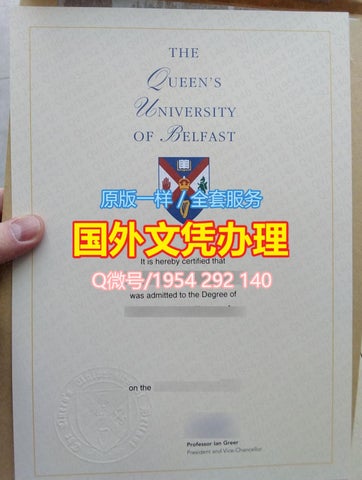 THE
QUEEN'S
UNIVERSITY
OF BELFAST
原版一样／全套服务
国外文凭办理
Q微号/1954 292 140
It is hereby certified that
was admitted to the Degree of
on the
Professor Ian Greer
President and Vice-Chancellor